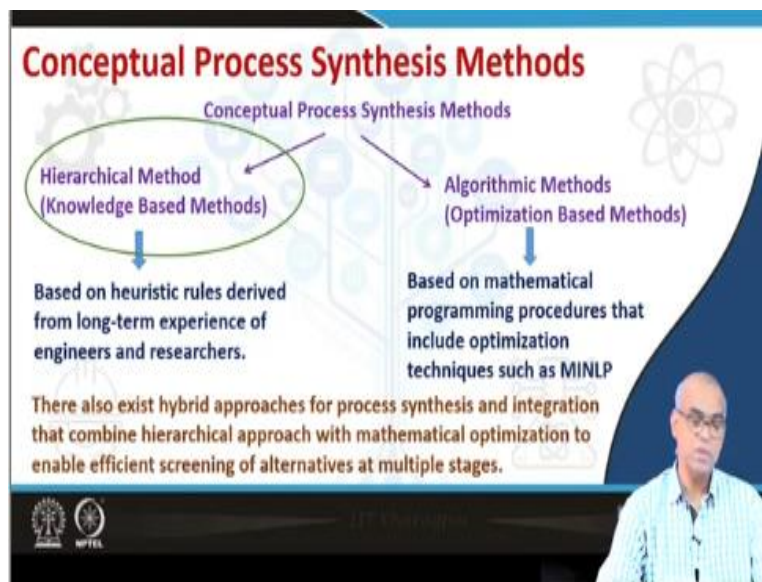 Conceptual Process Synthesis Methods
Conceptual Process Synthesis Methods
Hierarchical Method
(Knowledge Based Methods)
Based on heuristic rules derived
from long-term experience of
engineers and researchers.
Algorithmic Methods
(Optimization Based Methods)
Based on mathematical
programming procedures that
include optimization
techniques such as MINLP
There also exist hybrid approaches for process synthesis and integration
that combine hierarchical approach with mathematical optimization to
enable efficient screening of alternatives at multiple stages.
NPTEL
IIT Kharagpur